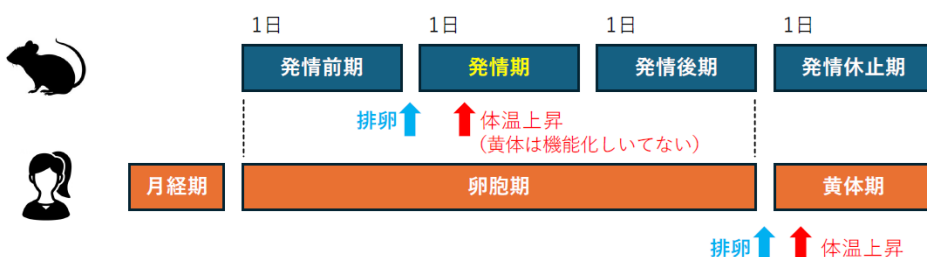 1日 1日 1日 1日
発情前期 発情期 発情後期 発情休止期
排卵 体温上昇
(黄体は機能化しいてない)
月経期 卵胞期 黄体期
排卵 体温上昇